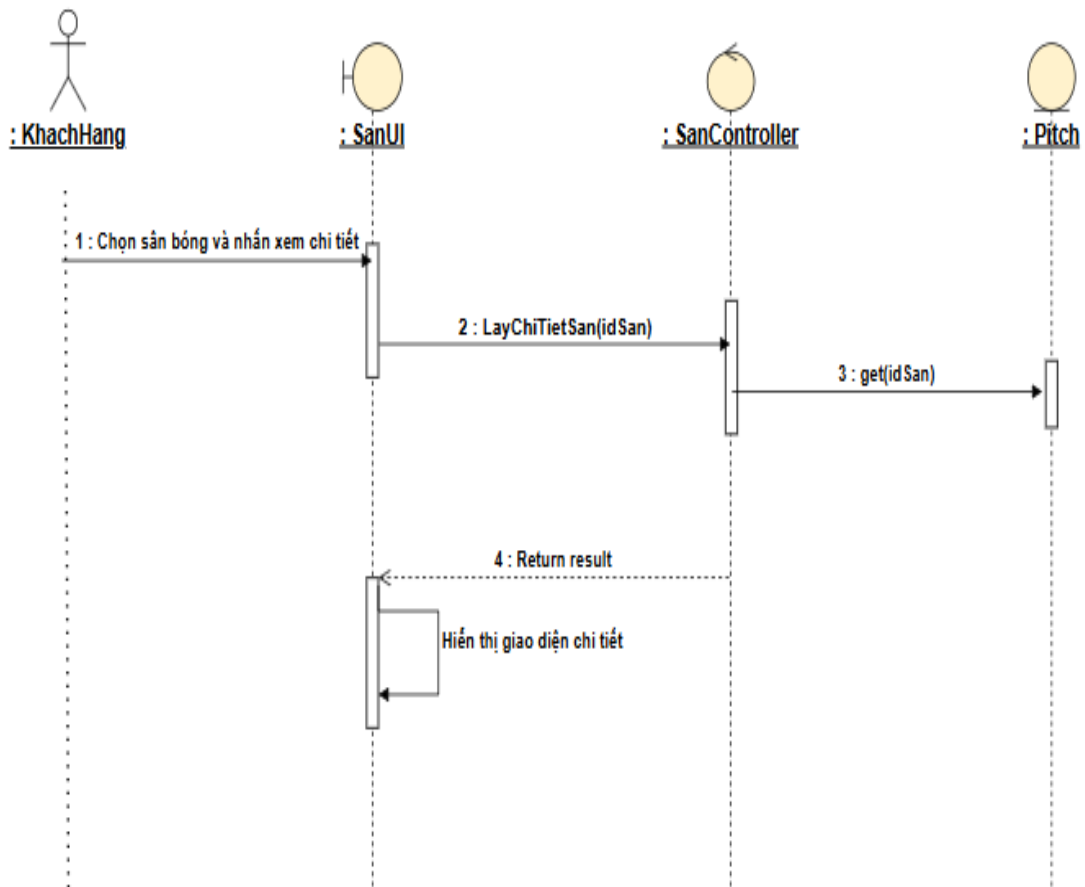 : KhachHang
: SanUI
: SanController
: Pitch
1 : Chọn sân bóng và nhấn xem chi tiết
2 : LayChiTietSan(idSan)
3 : get(idSan)
4 : Return result
Hiển thị giao diện chi tiết